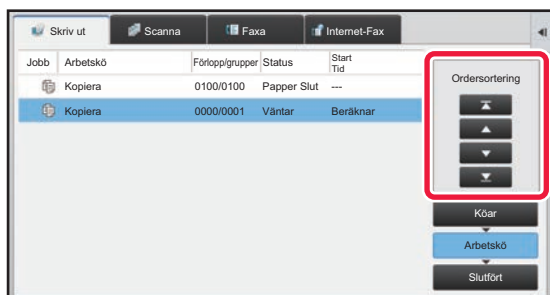 Skriv ut Scanna Faxa Internet-Fax
Jobb Arbetskö Förlopp/grupper Status Start Tid
Kopiera 0100/0100 Papper Slut ---
Kopiera 0000/0001 Väntar Beräknar
Ordersortering
Köar
Arbetskö
Slutfört